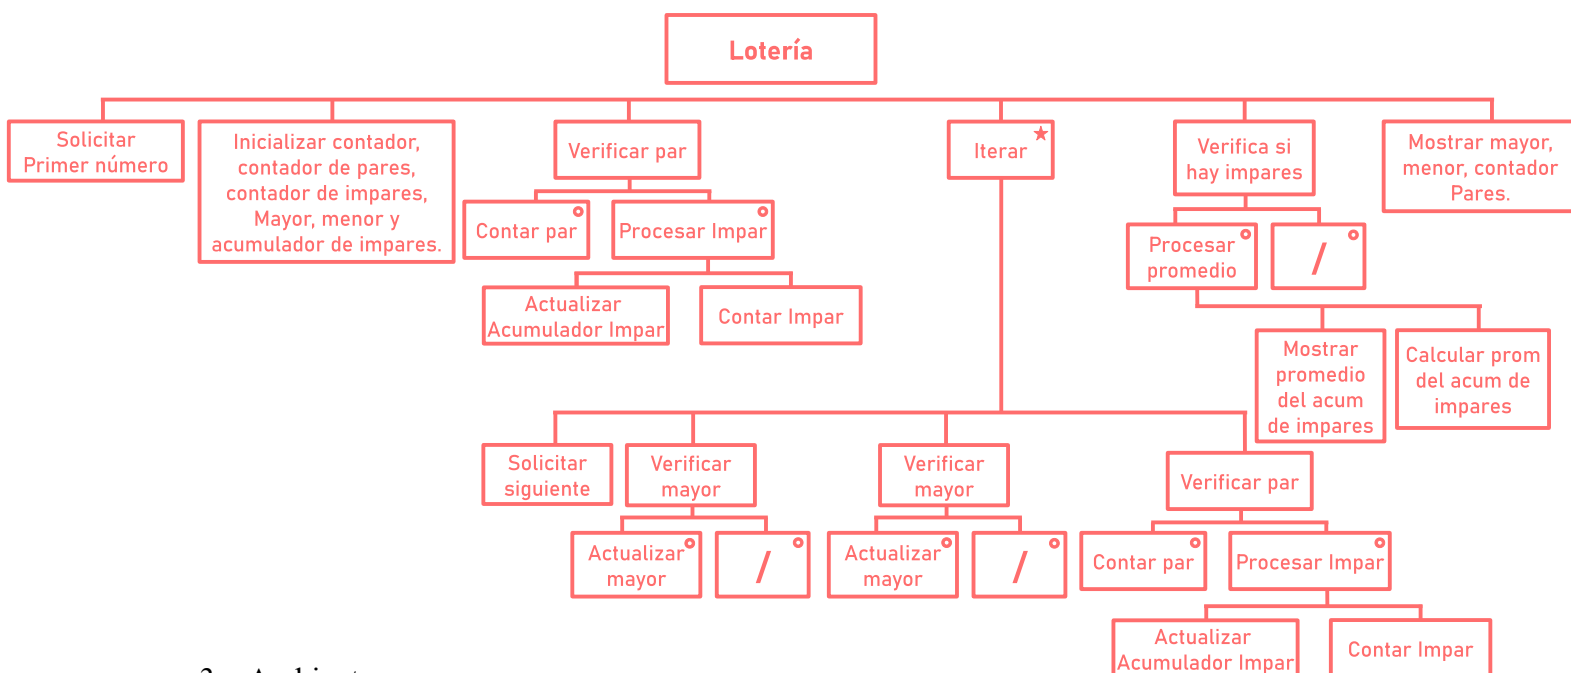 Lotería
Solicitar
Primer número
Inicializar contador,
contador de pares,
contador de impares,
Mayor, menor y
acumulador de impares.
Verificar par
Contar par
Procesar Impar
Actualizar
Acumulador Impar
Contar Impar
Iterar
Verifica si
hay impares
Procesar
promedio
/
Mostrar
promedio
del acum
de impares
Calcular prom
del acum de
impares
Mostrar mayor,
menor, contador
Pares.
Solicitar
siguiente
Verificar
mayor
Actualizar
mayor
/
Verificar
mayor
Actualizar
mayor
/
Verificar par
Contar par
Procesar Impar
Actualizar
Acumulador Impar
Contar Impar